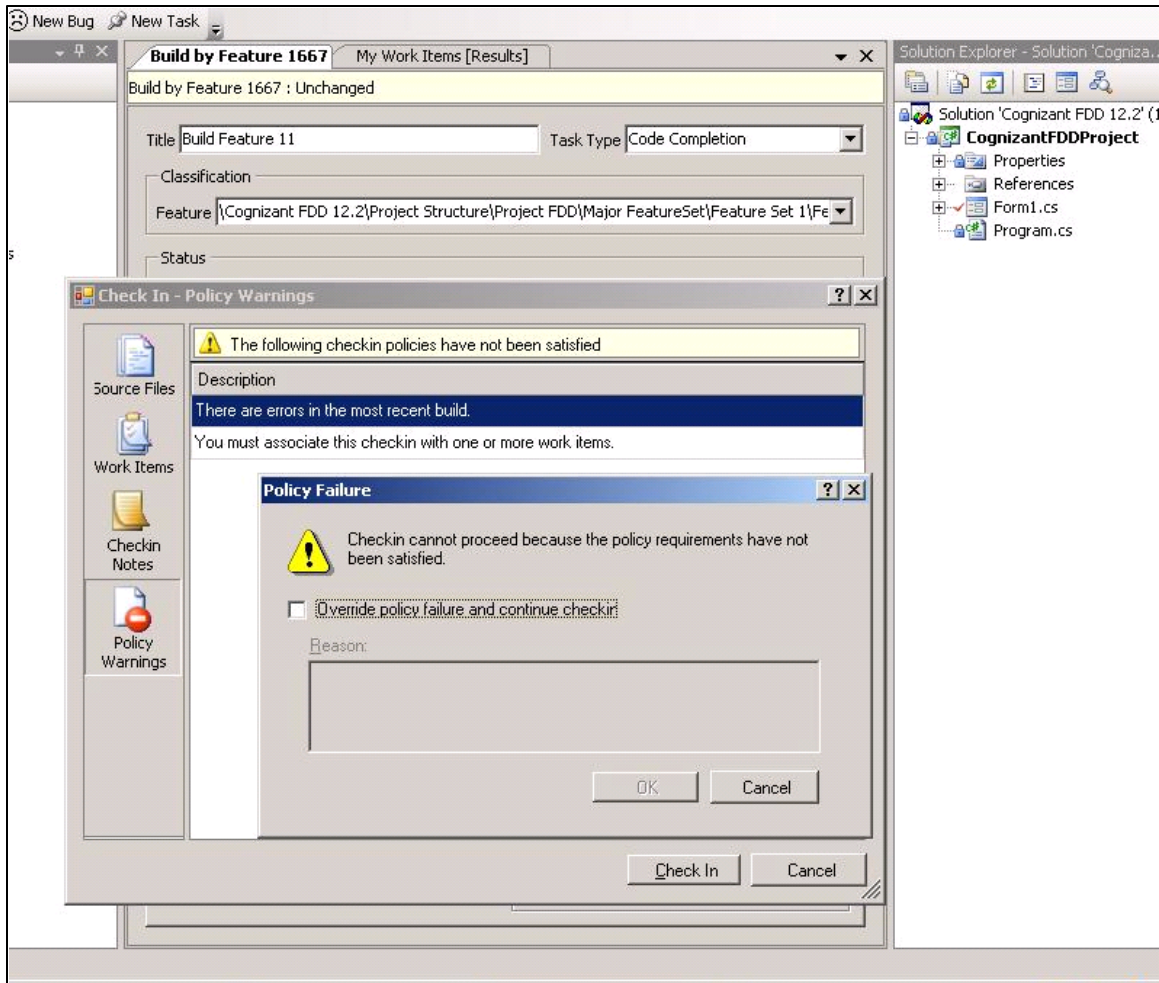 New Bug New Task
Build by Feature 1667 My Work Items [Results]
Solution Explorer - Solution 'Cogniza...
Build by Feature 1667 : Unchanged
Title Build Feature 11 Task Type Code Completion
Classification
Feature \Cognizant FDD 12.2\Project Structure\Project FDD\Major FeatureSet\Feature Set 1\Fe
Status
Solution 'Cognizant FDD 12.2' (1
CognizantFDDProject
Properties
References
Form1.cs
Program.cs
s
Check In - Policy Warnings
The following checkin policies have not been satisfied
Source Files
Work Items
Checkin
Notes
Policy
Warnings
Description
There are errors in the most recent build.
You must associate this checkin with one or more work items.
Policy Failure
Checkin cannot proceed because the policy requirements have not
been satisfied.
Override policy failure and continue checkin
Reason:
OK Cancel
Check In Cancel